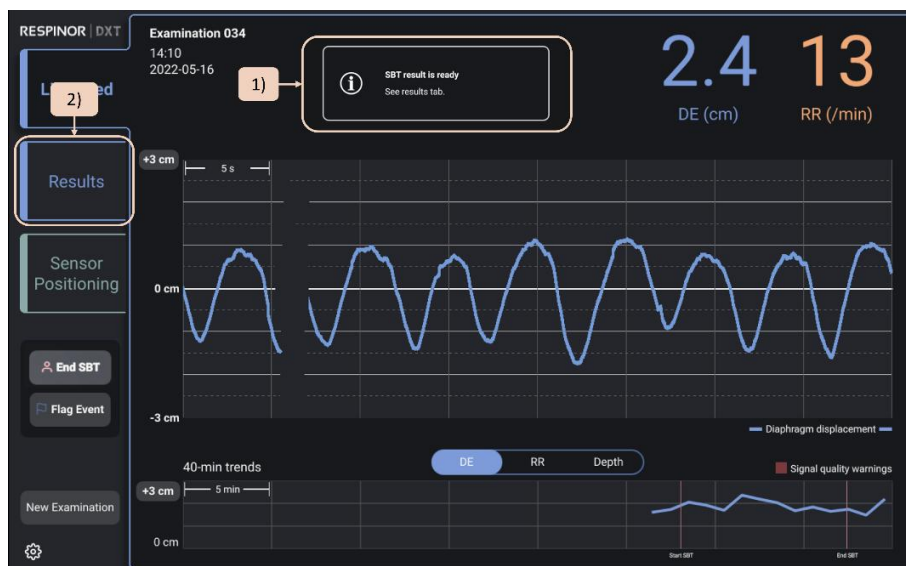 RESPINOR | DXT
Examination 034
14:10
2022-05-16
1)
SBT result is ready
See results tab.
2.4
DE (cm)
13
RR (/min)
2)
Results
Sensor
Positioning
End SBT
Flag Event
New Examination
+3 cm
5 s
0 cm
-3 cm
Diaphragm displacement
40-min trends
DE
RR
Depth
Signal quality warnings
+3 cm
5 min
0 cm
Start SBT
End SBT